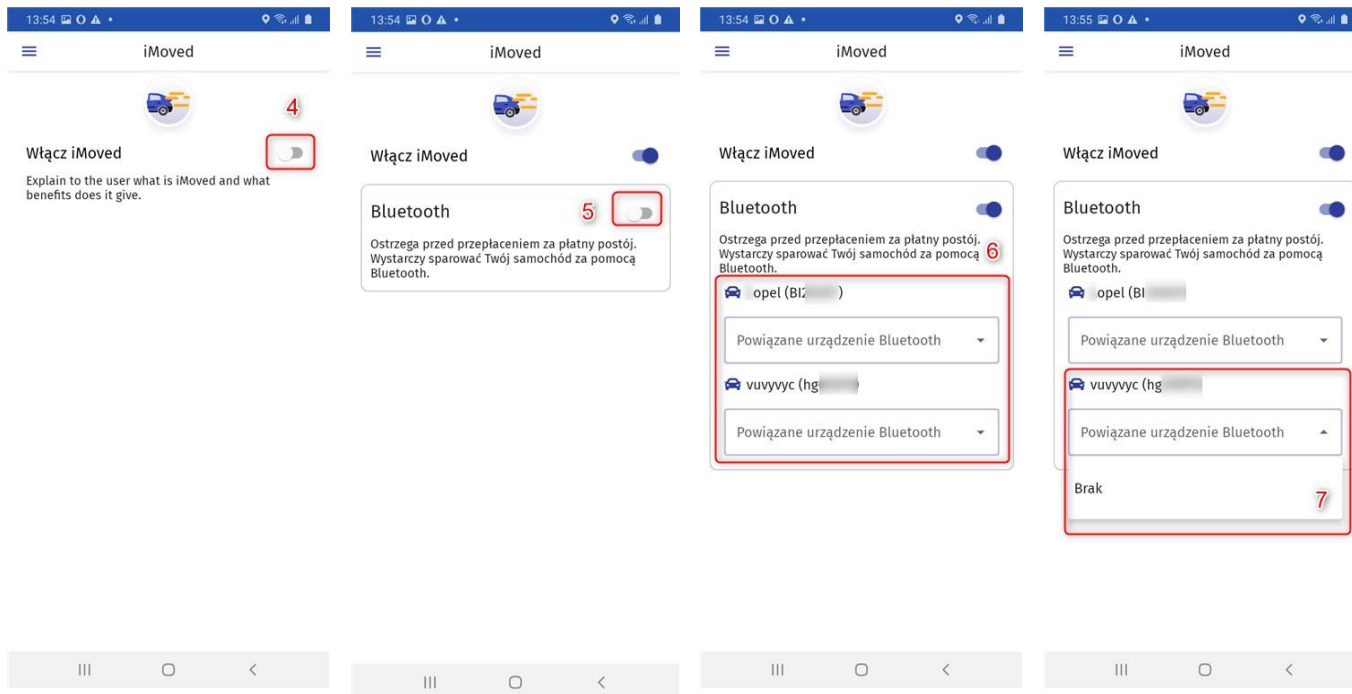 13:54
iMoved
4
Włącz iMoved
Explain to the user what is iMoved and what
benefits does it give.
13:54
iMoved
Włącz iMoved
Bluetooth
5
Ostrzega przed przepłaceniem za płatny postój.
Wystarczy sparować Twój samochód za pomocą
Bluetooth.
13:54
iMoved
Włącz iMoved
Bluetooth
Ostrzega przed przepłaceniem za płatny postój.
Wystarczy sparować Twój samochód za pomocą
6
Bluetooth.
opel (BI2 )
Powiązane urządzenie Bluetooth
vuvyvyc (hg )
Powiązane urządzenie Bluetooth
13:55
iMoved
Włącz iMoved
Bluetooth
Ostrzega przed przepłaceniem za płatny postój.
Wystarczy sparować Twój samochód za pomocą
Bluetooth.
opel (BI
Powiązane urządzenie Bluetooth
vuvyvyc (hg
Powiązane urządzenie Bluetooth
Brak
7